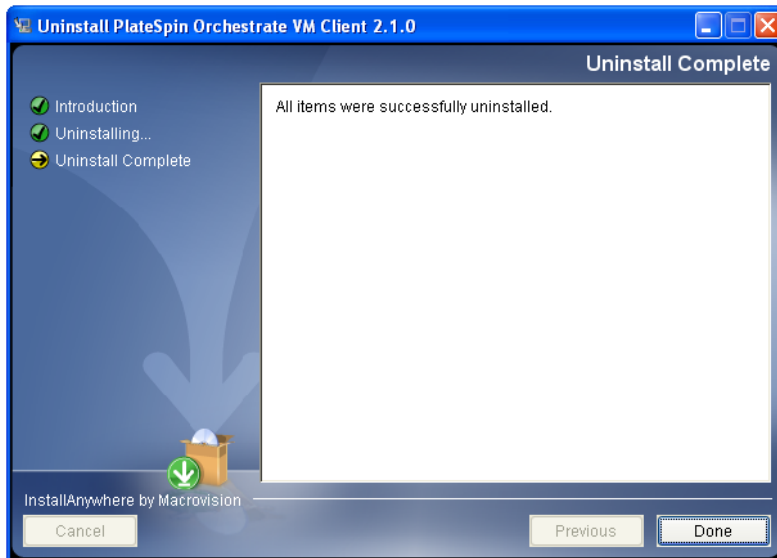 Uninstall PlateSpin Orchestrate VM Client 2.1.0
Uninstall Complete
Introduction
Uninstalling...
Uninstall Complete
All items were successfully uninstalled.
InstallAnywhere by Macrovision
Cancel
Previous
Done